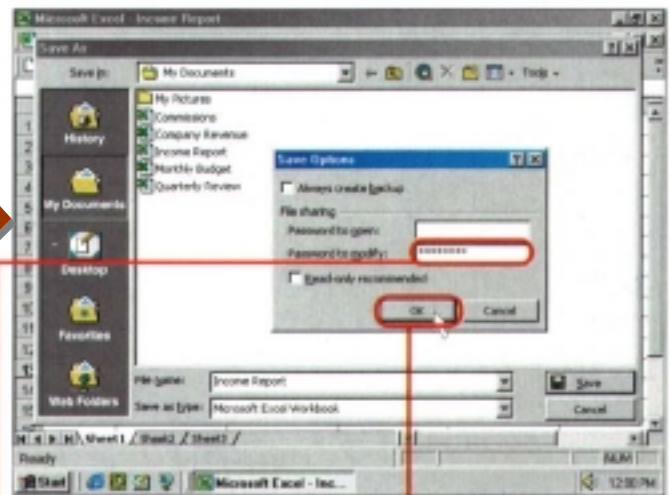 Microsoft Excel - Income Report
Save As
Save in: My Documents Tools
History
My Documents
Desktop
Favorites
Web Folders
My Pictures
Commissions
Company Revenue
Income Report
Monthly Budget
Quarterly Review
Save Options
Always create backup
File sharing
Password to open:
Password to modify: ********
Read-only recommended
OK Cancel
File name: Income Report Save
Save as type: Microsoft Excel Workbook Cancel
Sheet1 / Sheet2 / Sheet3 /
Ready NUM
Start Microsoft Excel - Inc... 12:00 PM